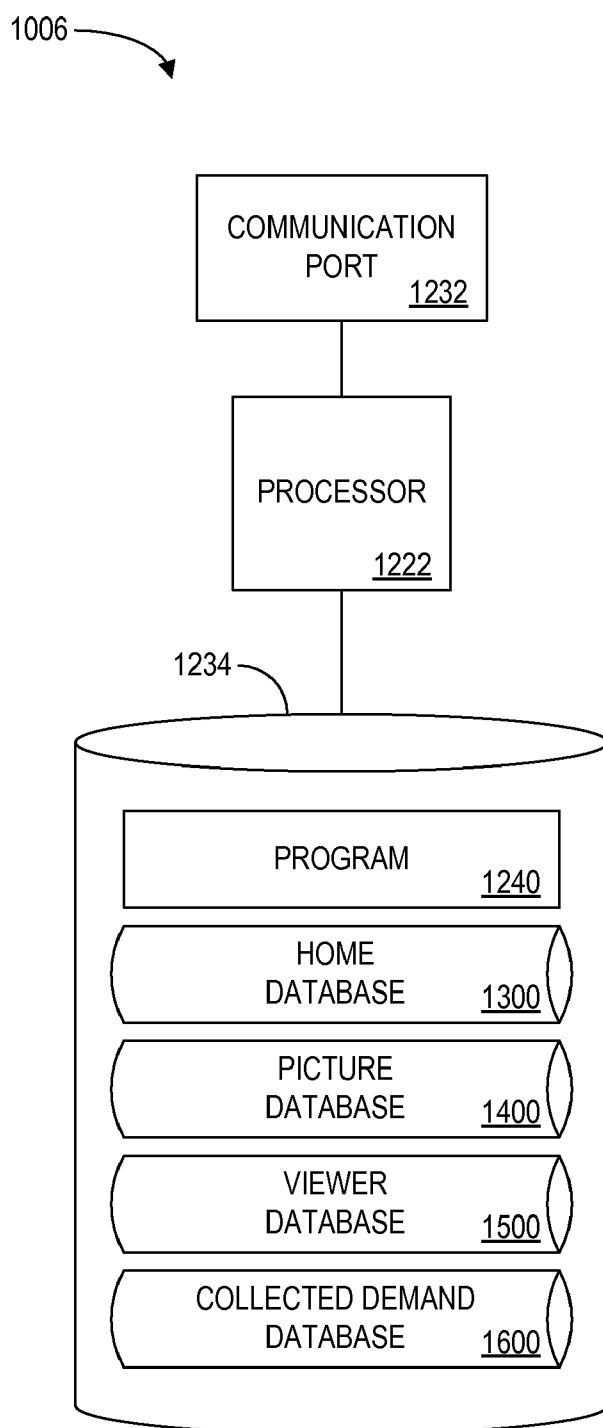 1006
COMMUNICATION
PORT
1232
PROCESSOR
1222
1234
PROGRAM
1240
HOME
DATABASE
1300
PICTURE
DATABASE
1400
VIEWER
DATABASE
1500
COLLECTED DEMAND
DATABASE
1600